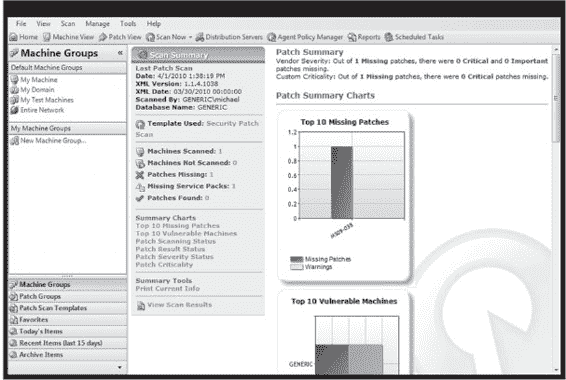 File View Scan Manage Tools Help
Home Machine View Patch View Scan Now Distribution Servers Agent Policy Manager Reports Scheduled Tasks
Machine Groups «
Default Machine Groups
My Machine
My Domain
My Test Machines
Entire Network
My Machine Groups
New Machine Group...
Machine Groups
Patch Groups
Patch Scan Templates
Favorites
Today's Items
Recent Items (last 15 days)
Archive Items
Scan Summary
Last Patch Scan
Date: 4/1/2010 1:38:19 PM
XML Version: 1.1.4.1038
XML Date: 03/30/2010 00:00:00
Scanned By: GENERIC\michael
Database Name: GENERIC
Template Used: Security Patch
Scan
Machines Scanned: 1
Machines Not Scanned: 0
Patches Missing: 1
Missing Service Packs: 1
Patches Found: 0
Summary Charts
Top 10 Missing Patches
Top 10 Vulnerable Machines
Patch Scanning Status
Patch Result Status
Patch Severity Status
Patch Criticality
Summary Tools
Print Current Info
View Scan Results
Patch Summary
Vendor Severity: Out of 1 Missing patches, there were 0 Critical and 0 Important
patches missing.
Custom Criticality: Out of 1 Missing patches, there were 0 Critical patches missing.
Patch Summary Charts
Top 10 Missing Patches
1.2
1
0.8
0.6
0.4
0.2
0
Missing Patches
Warnings
Top 10 Vulnerable Machines
GENERIC